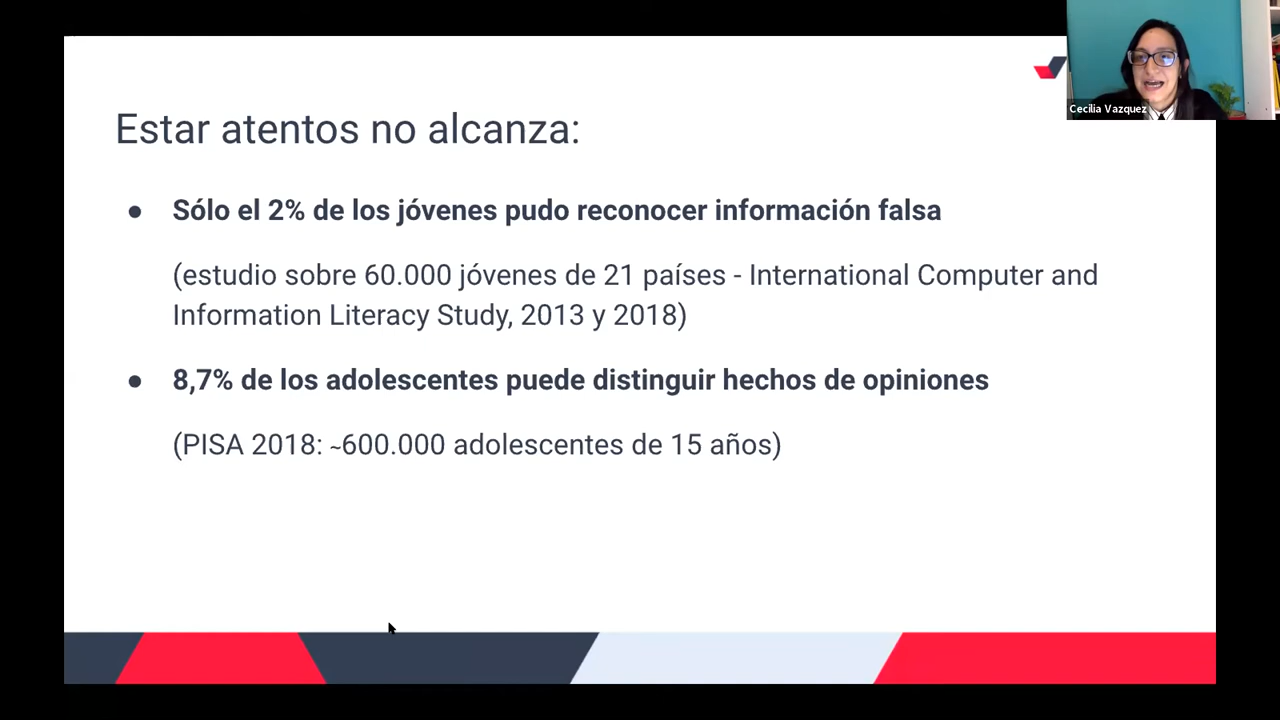 Estar atentos no alcanza:
Cecilia Vazquez
● Sólo el 2% de los jóvenes pudo reconocer información falsa
(estudio sobre 60.000 jóvenes de 21 países - International Computer and
Information Literacy Study, 2013 y 2018)
● 8,7% de los adolescentes puede distinguir hechos de opiniones
(PISA 2018: ~600.000 adolescentes de 15 años)